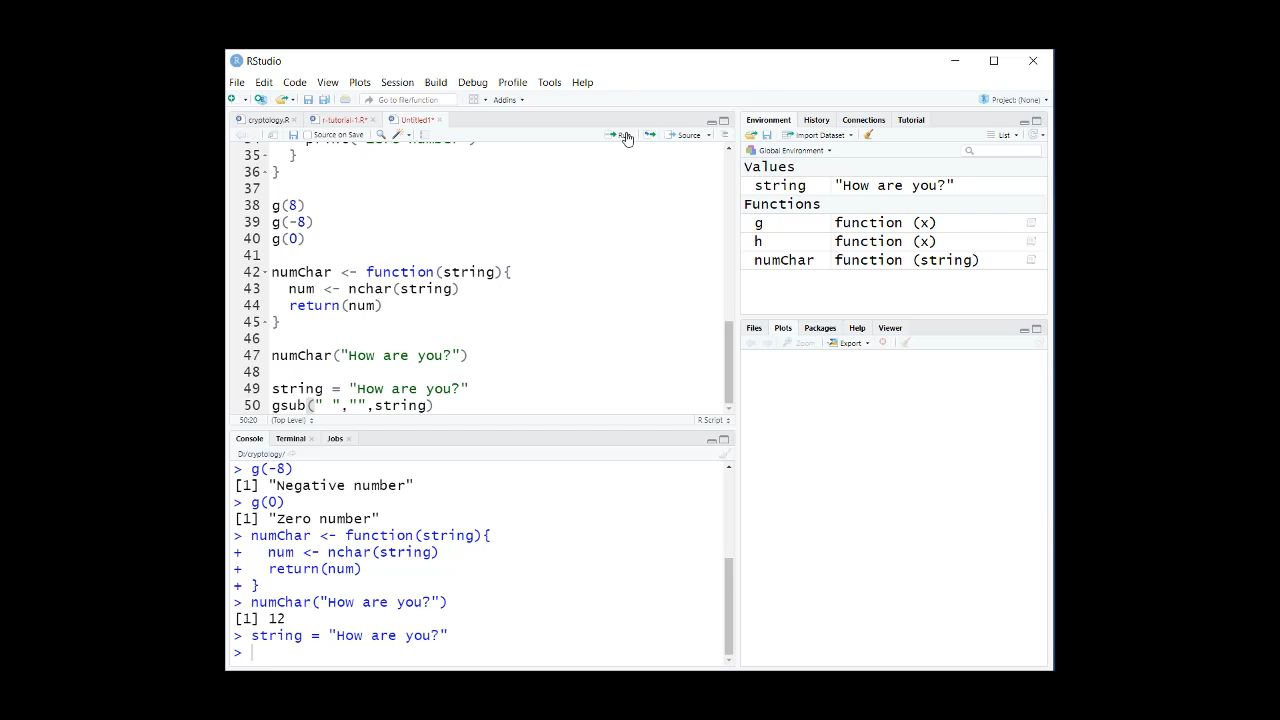 RStudio
File Edit Code View Plots Session Build Debug Profile Tools Help
Go to file/function Addins Project: (None)
cryptology.R r-tutorial-1.R* Untitled1*
Source on Save Run Source
35 }
36 }
37
38 g(8)
39 g(-8)
40 g(0)
41
42 numChar <- function(string){
43 num <- nchar(string)
44 return(num)
45 }
46
47 numChar("How are you?")
48
49 string = "How are you?"
50 gsub(" ","",string)
50:20 (Top Level) R Script
Console Terminal Jobs
D:/cryptology/
> g(-8)
[1] "Negative number"
> g(0)
[1] "Zero number"
> numChar <- function(string){
+ num <- nchar(string)
+ return(num)
+ }
> numChar("How are you?")
[1] 12
> string = "How are you?"
>
Environment History Connections Tutorial
Import Dataset List
Global Environment
Values
string "How are you?"
Functions
g function (x)
h function (x)
numChar function (string)
Files Plots Packages Help Viewer
Zoom Export